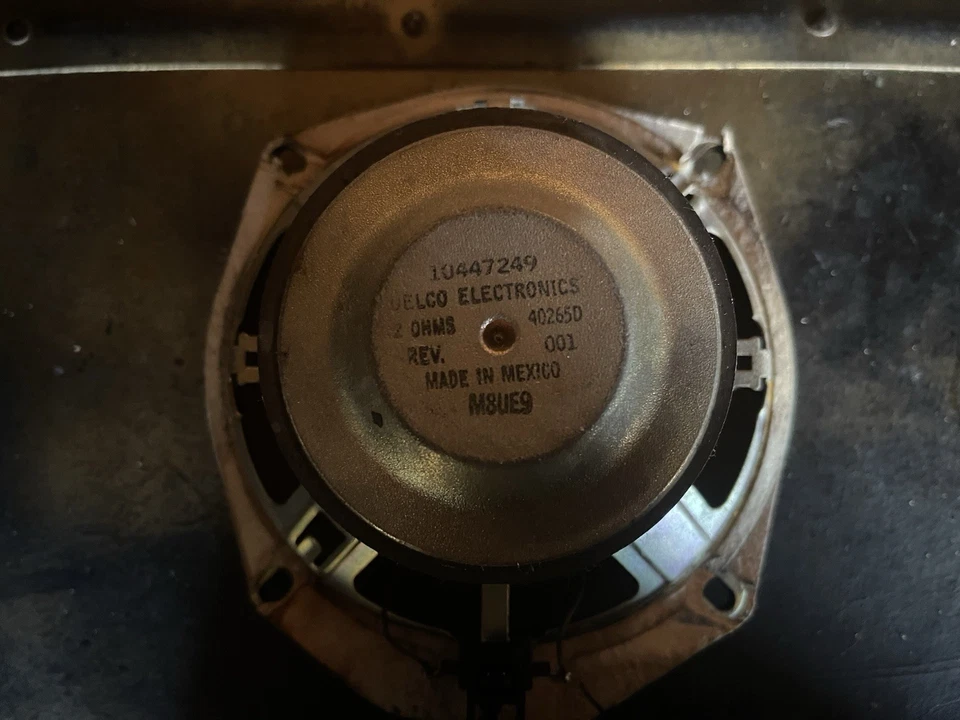 10447249
DELCO ELECTRONICS
2 OHMS 40265D
REV. 001
MADE IN MEXICO
M8UE9